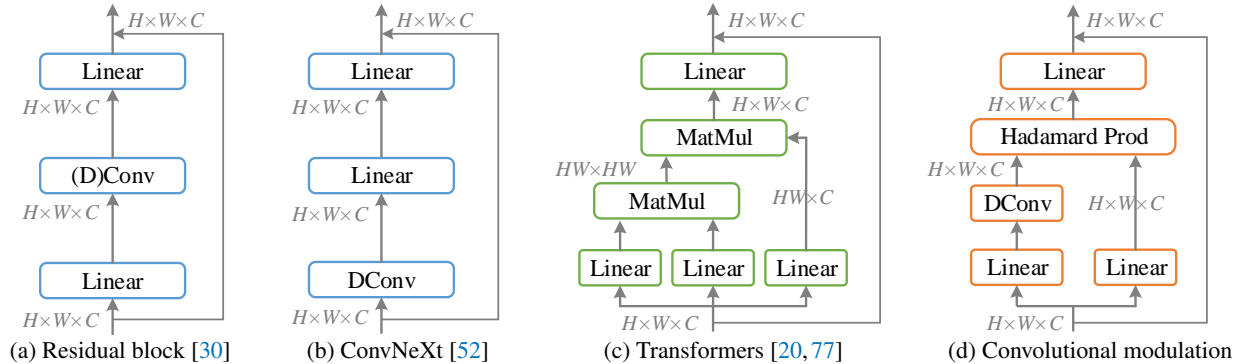 H×W×C
Linear
H×W×C
(D)Conv
H×W×C
Linear
H×W×C
(a) Residual block [30]
H×W×C
Linear
H×W×C
Linear
H×W×C
DConv
H×W×C
(b) ConvNeXt [52]
H×W×C
Linear
H×W×C
MatMul
HW×HW
MatMul
HW×C
Linear
Linear
Linear
H×W×C
(c) Transformers [20, 77]
H×W×C
Linear
H×W×C
Hadamard Prod
H×W×C
DConv
H×W×C
Linear
Linear
H×W×C
(d) Convolutional modulation